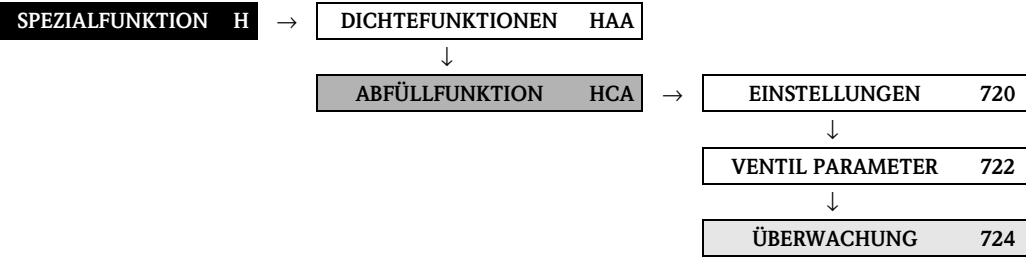 SPEZIALFUNKTION H → DICHTEFUNKTIONEN HAA
↓
ABFÜLLFUNKTION HCA → EINSTELLUNGEN 720
↓
VENTIL PARAMETER 722
↓
ÜBERWACHUNG 724